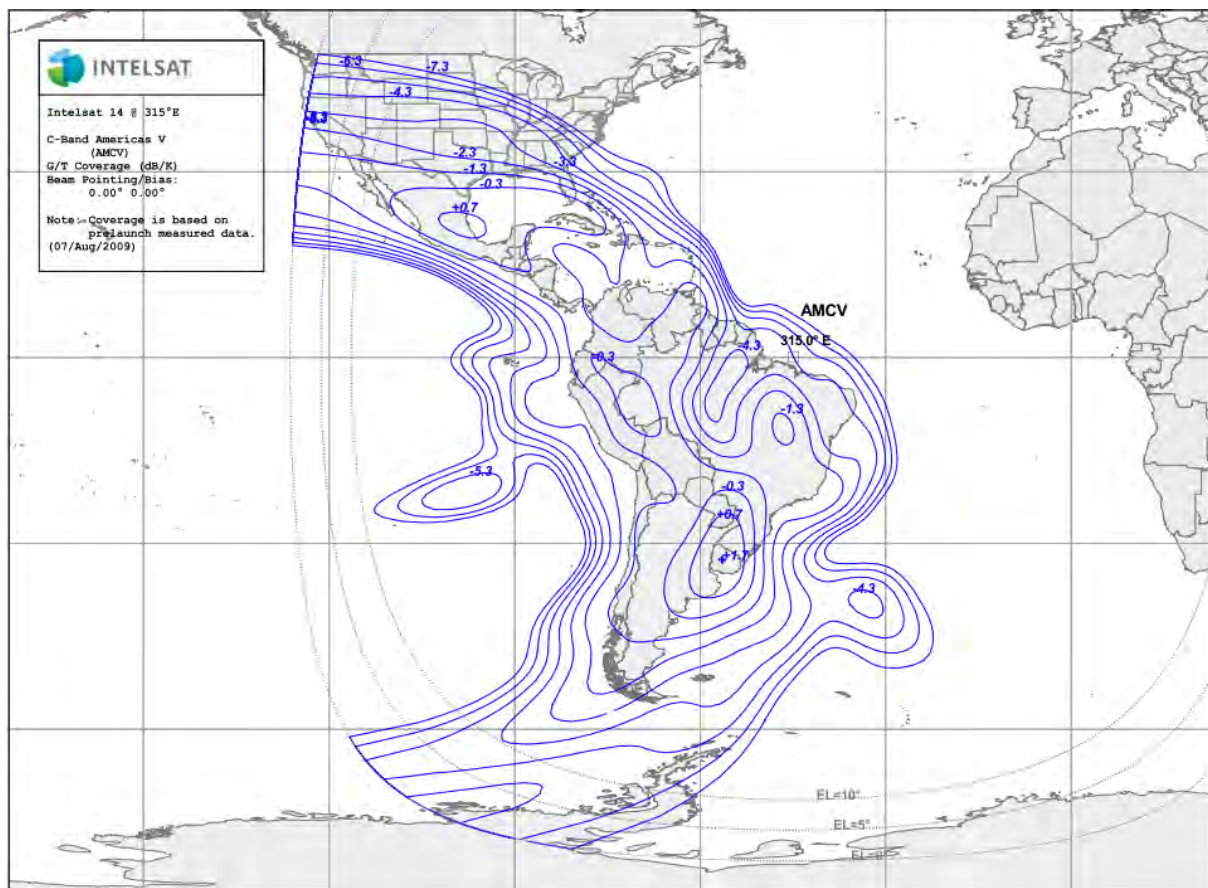 INTELSAT
Intelsat 14 @ 315°E
C-Band Americas V
(AMCV)
G/T Coverage (dB/K)
Beam Pointing/Bias:
0.00° 0.00°
Note: Coverage is based on
prelaunch measured data.
(07/Aug/2009)
-6.3
-7.3
-4.3
-2.3
-3.3
-1.3
-0.3
+0.7
AMCV
315.0° E
-4.3
-0.3
-1.3
-5.3
-0.3
+0.7
+1.7
-4.3
EL=10°
EL=5°
EL=0°